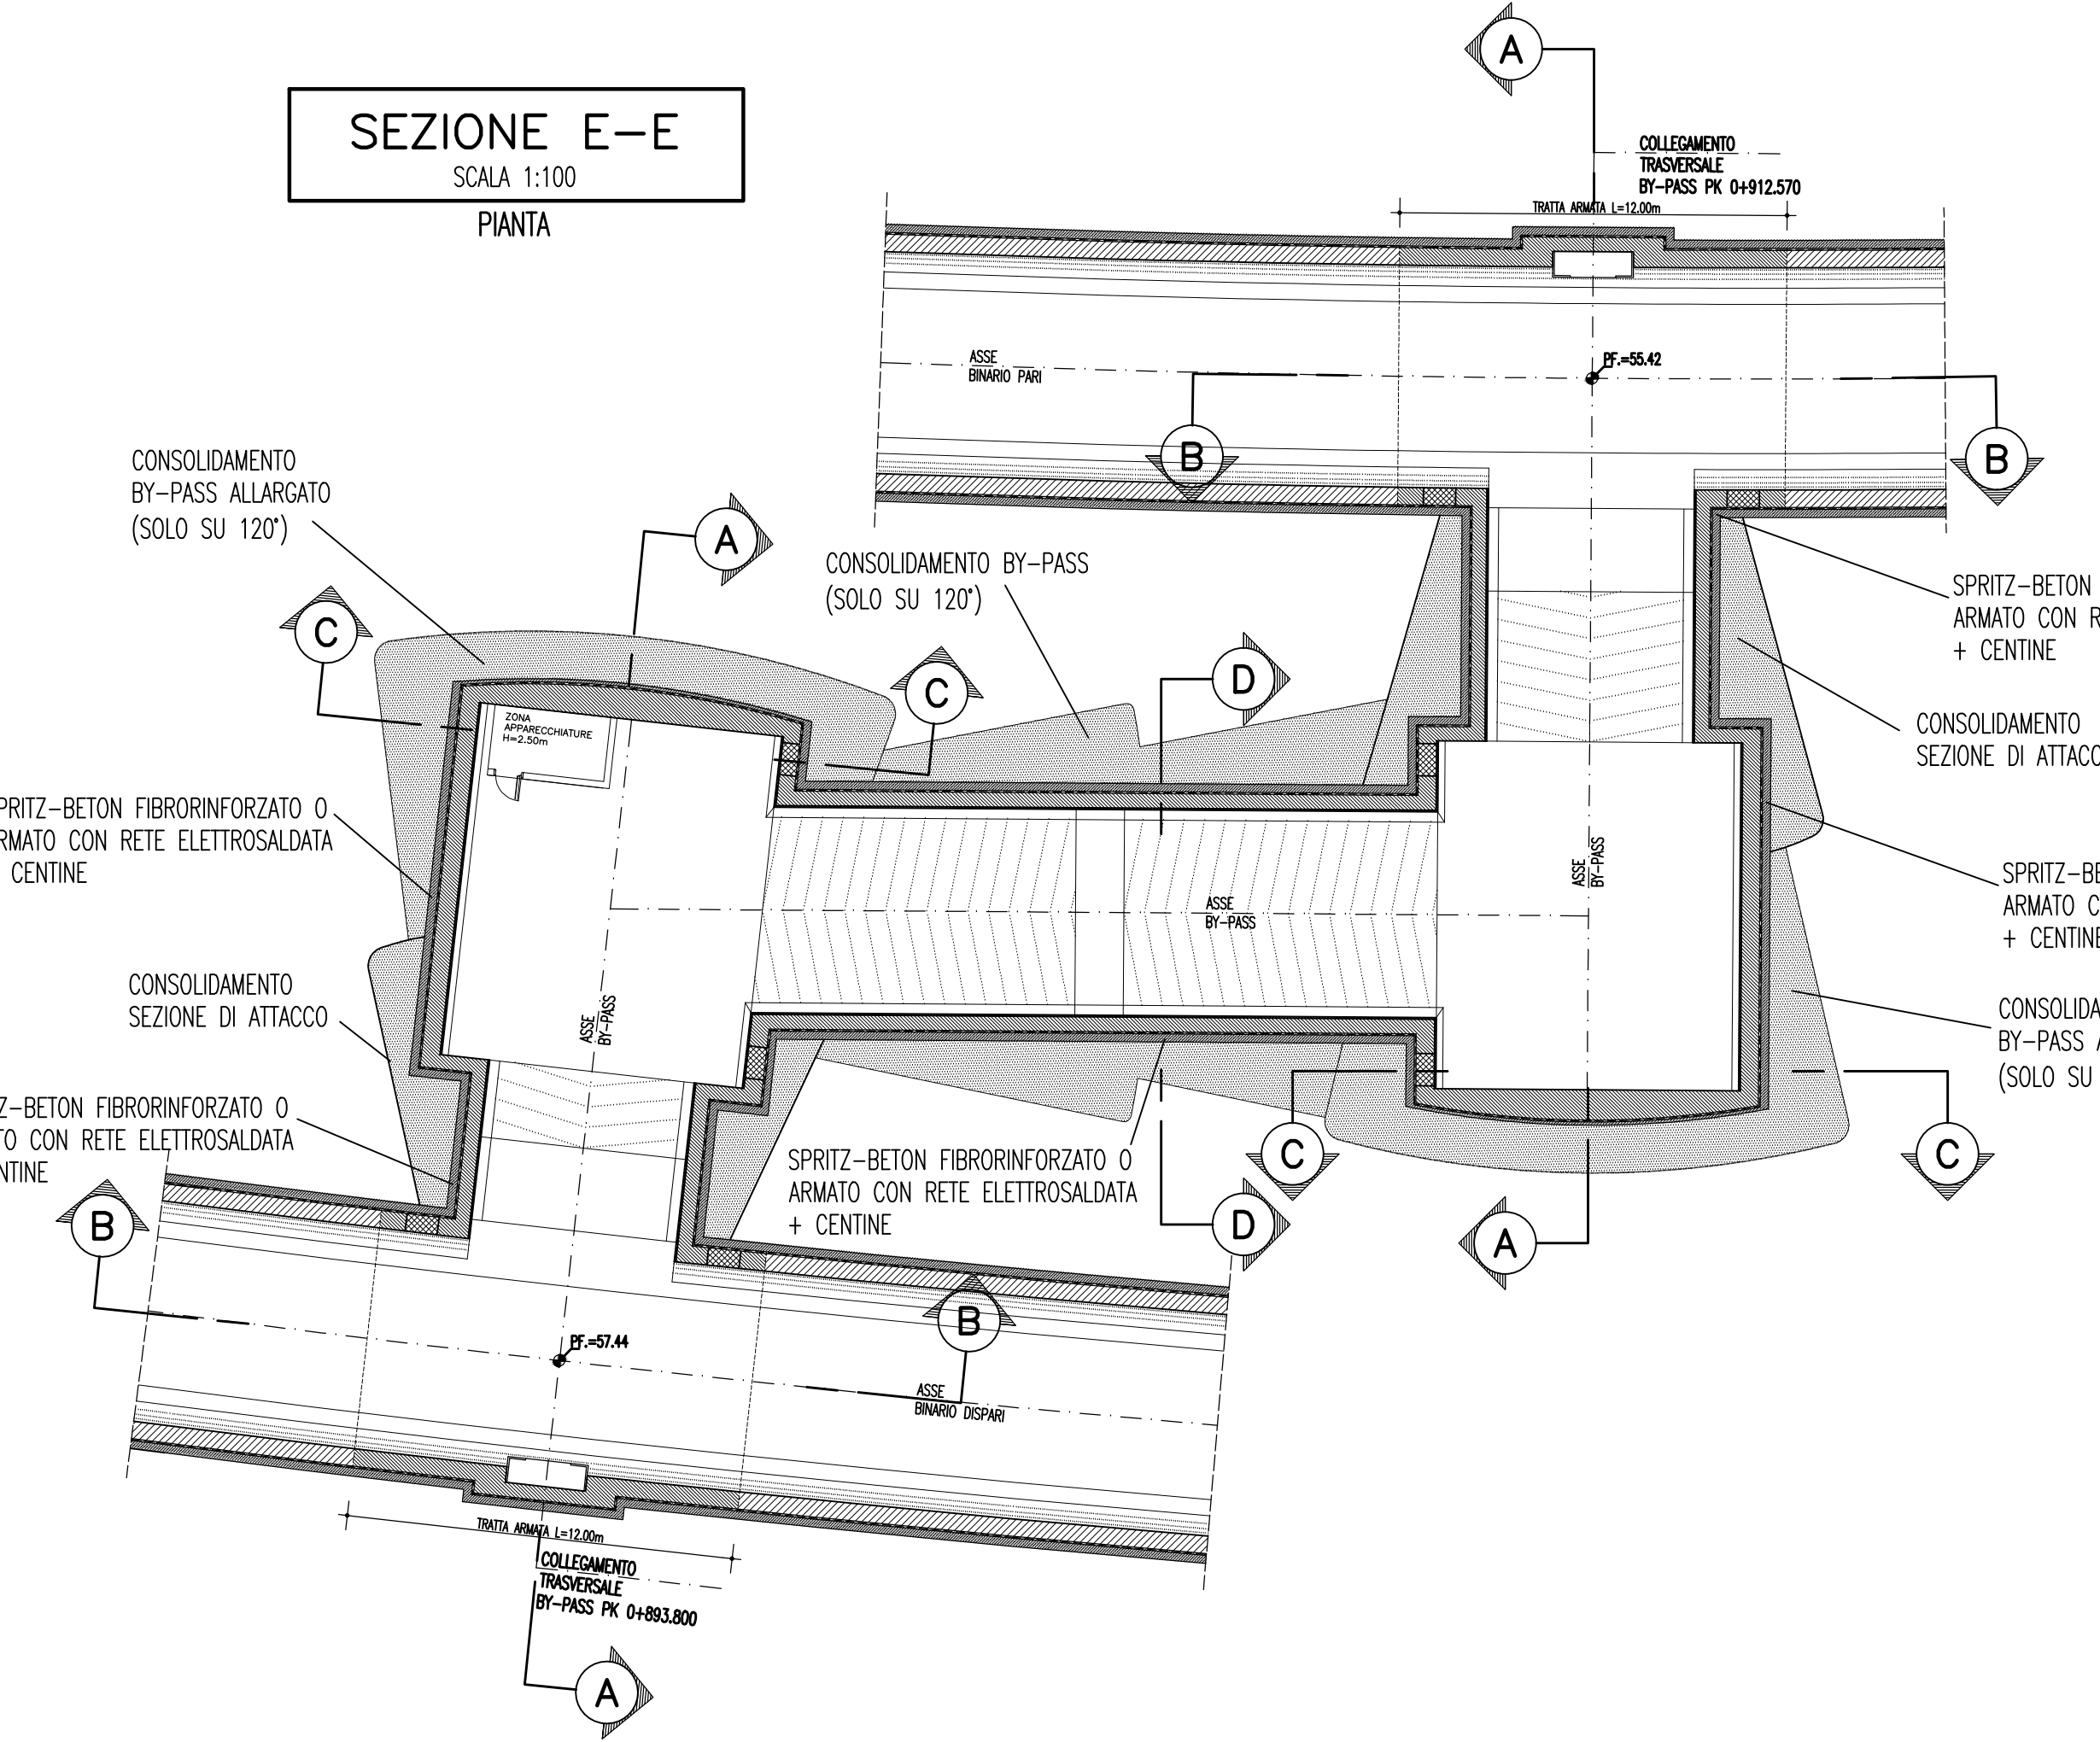 SEZIONE E–E
SCALA 1:100
PIANTA
A
COLLEGAMENTO
TRASVERSALE
BY–PASS PK 0+912.570
TRATTA ARMATA L=12.00m
ASSE
BINARIO PARI
PF.=55.42
B
B
CONSOLIDAMENTO
BY–PASS ALLARGATO
(SOLO SU 120°)
A
CONSOLIDAMENTO BY–PASS
(SOLO SU 120°)
SPRITZ–BETON
ARMATO CON R
+ CENTINE
C
C
D
CONSOLIDAMENTO
SEZIONE DI ATTACC
ZONA
APPARECCHIATURE
H=2.50m
PRITZ–BETON FIBRORINFORZATO O
RMATO CON RETE ELETTROSALDATA
CENTINE
ASSE
BY–PASS
SPRITZ–BE
ARMATO C
+ CENTINE
ASSE
BY–PASS
CONSOLIDAMENTO
SEZIONE DI ATTACCO
ASSE
BY–PASS
CONSOLIDA
BY–PASS A
(SOLO SU
Z–BETON FIBRORINFORZATO O
TO CON RETE ELETTROSALDATA
NTINE
SPRITZ–BETON FIBRORINFORZATO O
ARMATO CON RETE ELETTROSALDATA
+ CENTINE
C
C
B
D
A
B
PF.=57.44
ASSE
BINARIO DISPARI
TRATTA ARMATA L=12.00m
COLLEGAMENTO
TRASVERSALE
BY–PASS PK 0+893.800
A